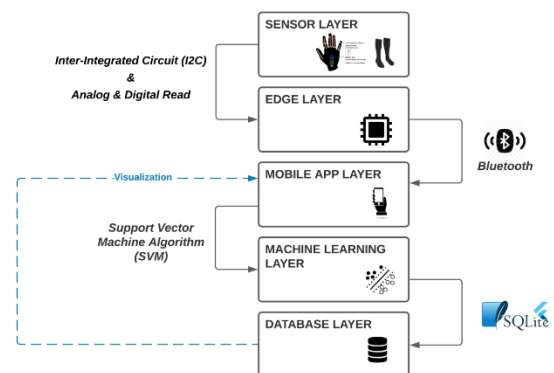 SENSOR LAYER
Inter-Integrated Circuit (I2C)
&
Analog & Digital Read
EDGE LAYER
Bluetooth
Visualization
MOBILE APP LAYER
Support Vector
Machine Algorithm
(SVM)
MACHINE LEARNING
LAYER
SQLite
DATABASE LAYER